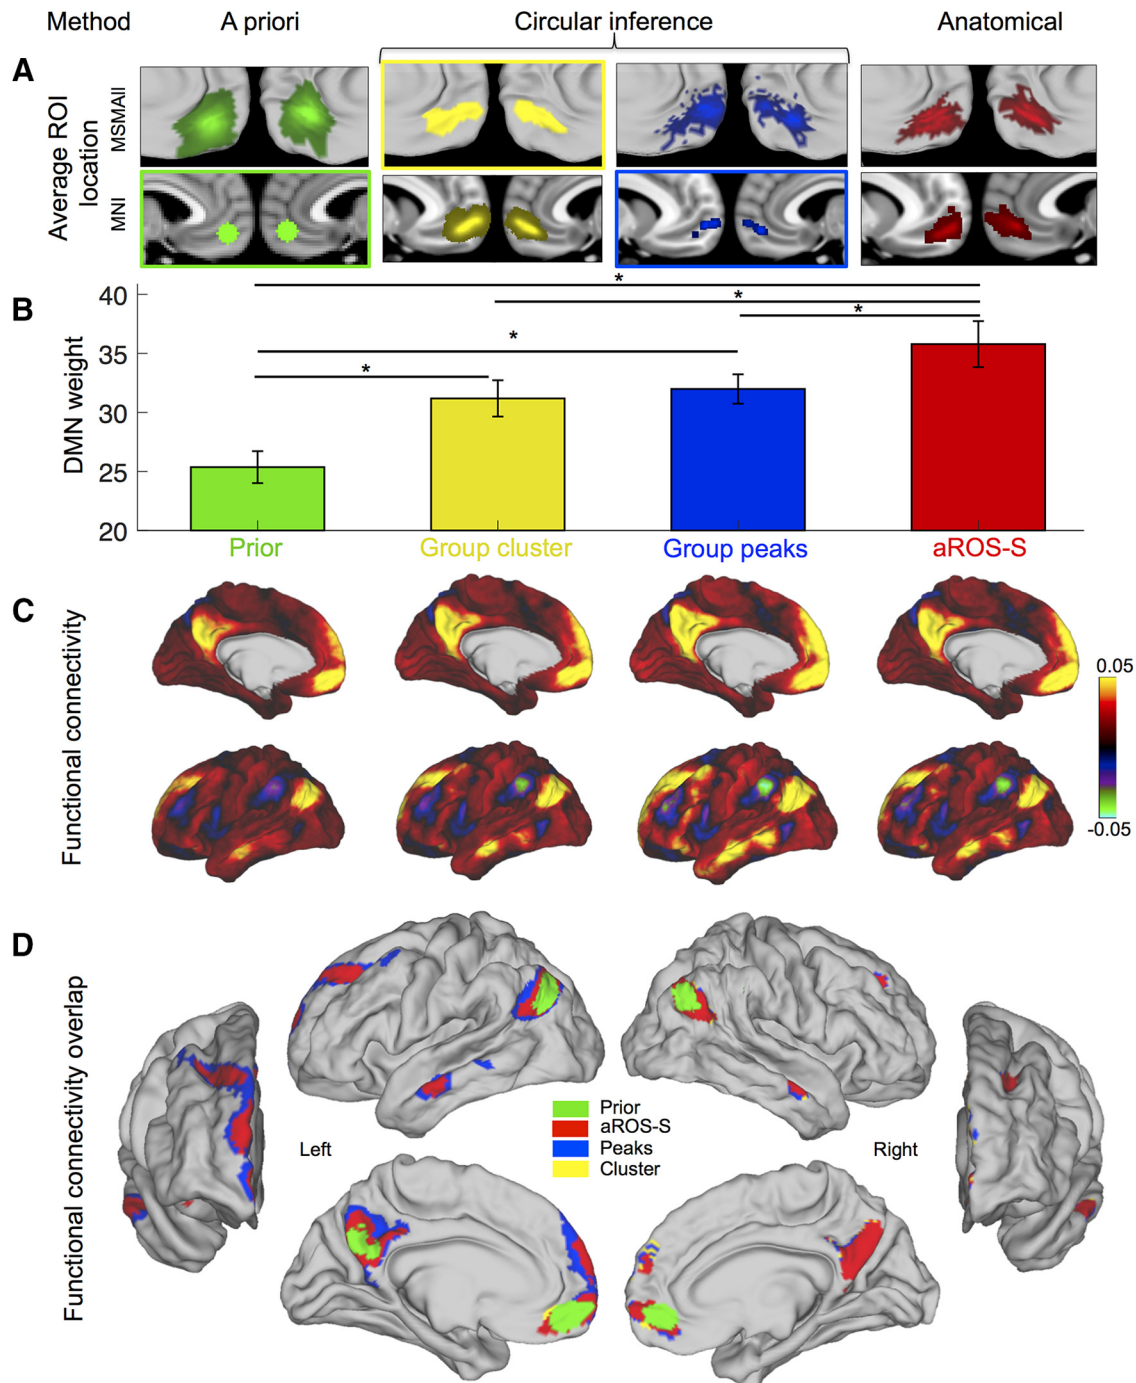 Method A priori Circular inference Anatomical
A
Average ROI
location
MSMAll
MNI
B
DMN weight
40
35
30
25
20
*
*
*
*
*
Prior Group cluster Group peaks aROS-S
C
Functional connectivity
0.05
-0.05
D
Functional connectivity overlap
Prior
aROS-S
Peaks
Cluster
Left
Right